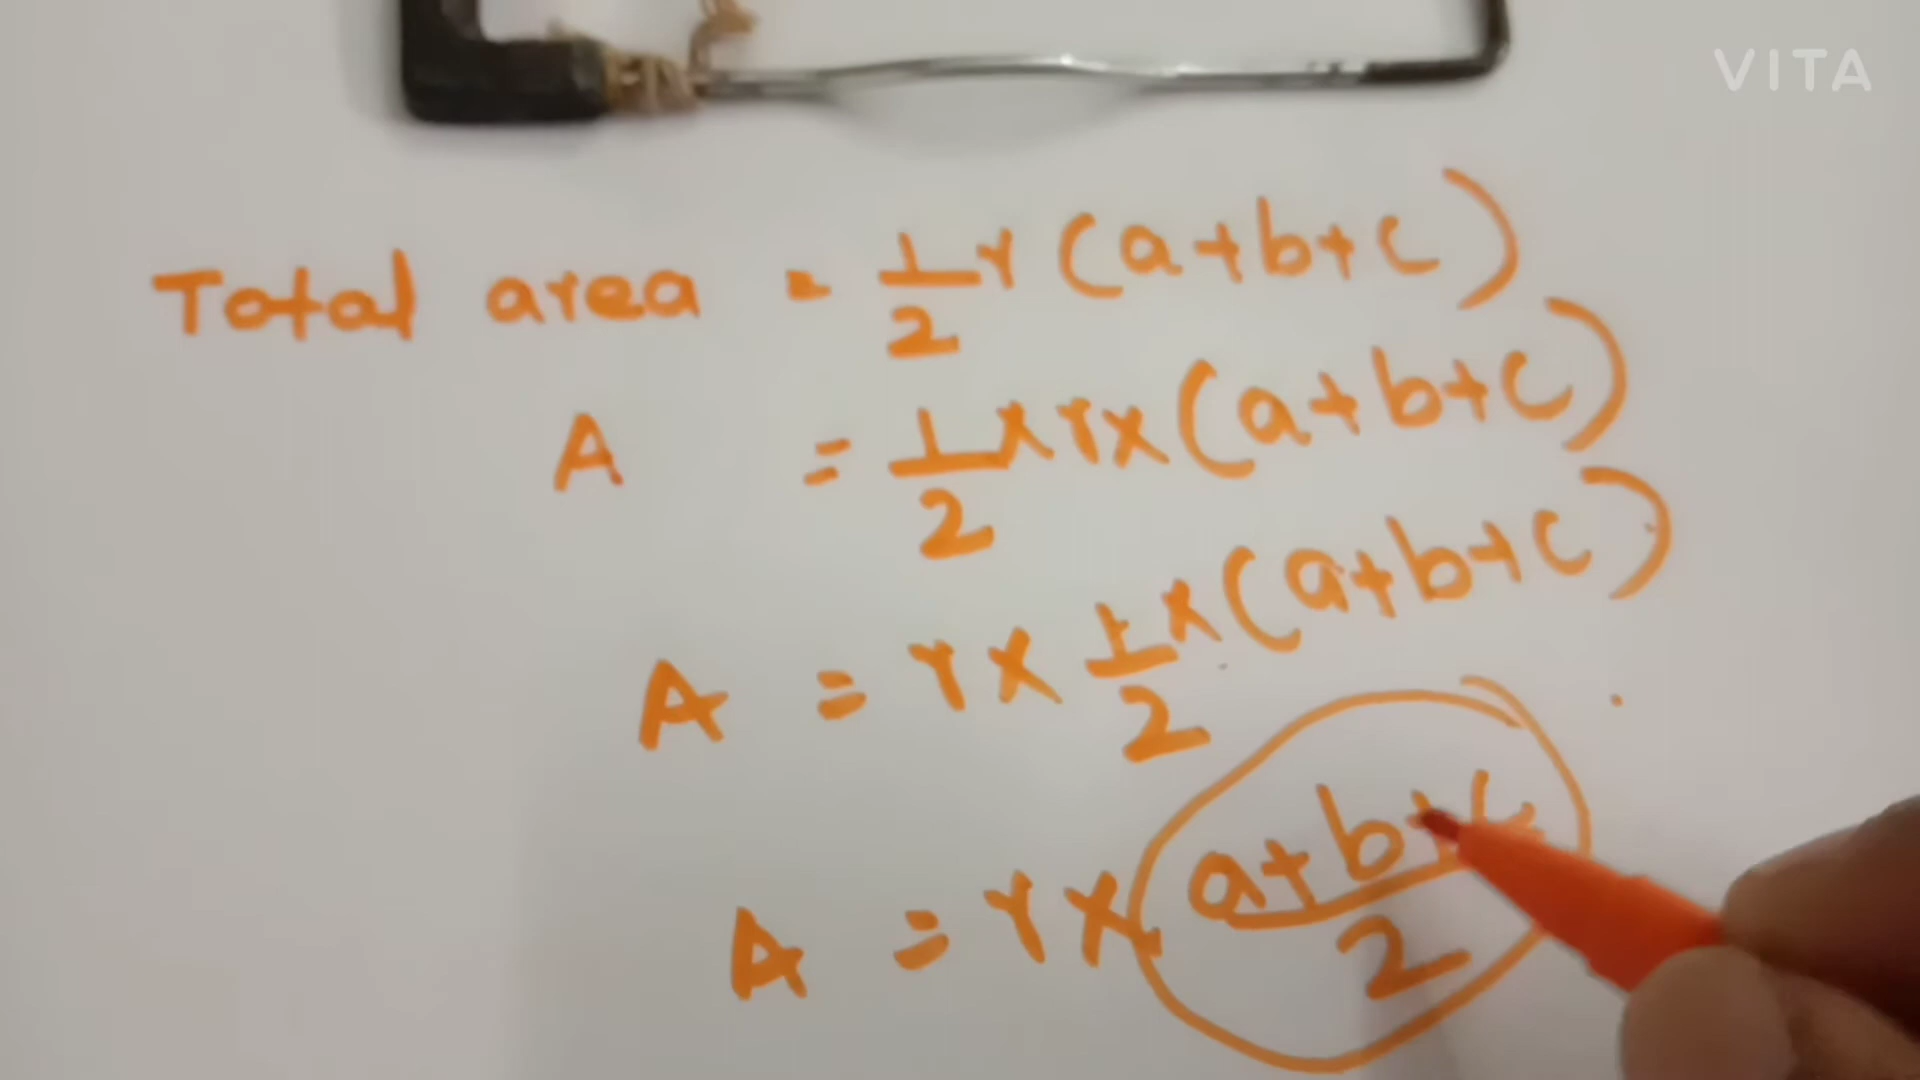 VITA
Total area = 1/2 r (a+b+c)
A = 1/2 x r x (a+b+c)
A = r x 1/2 x (a+b+c)
A = r x a+b+c/2